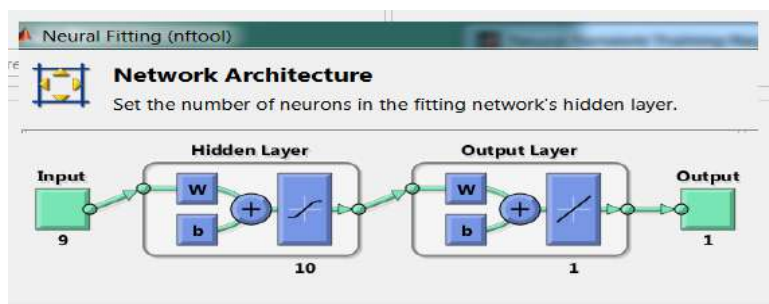 Neural Fitting (nftool)
re
Network Architecture
Set the number of neurons in the fitting network's hidden layer.
Hidden Layer
Output Layer
Input
Output
W
b
+
W
b
+
9
10
1
1